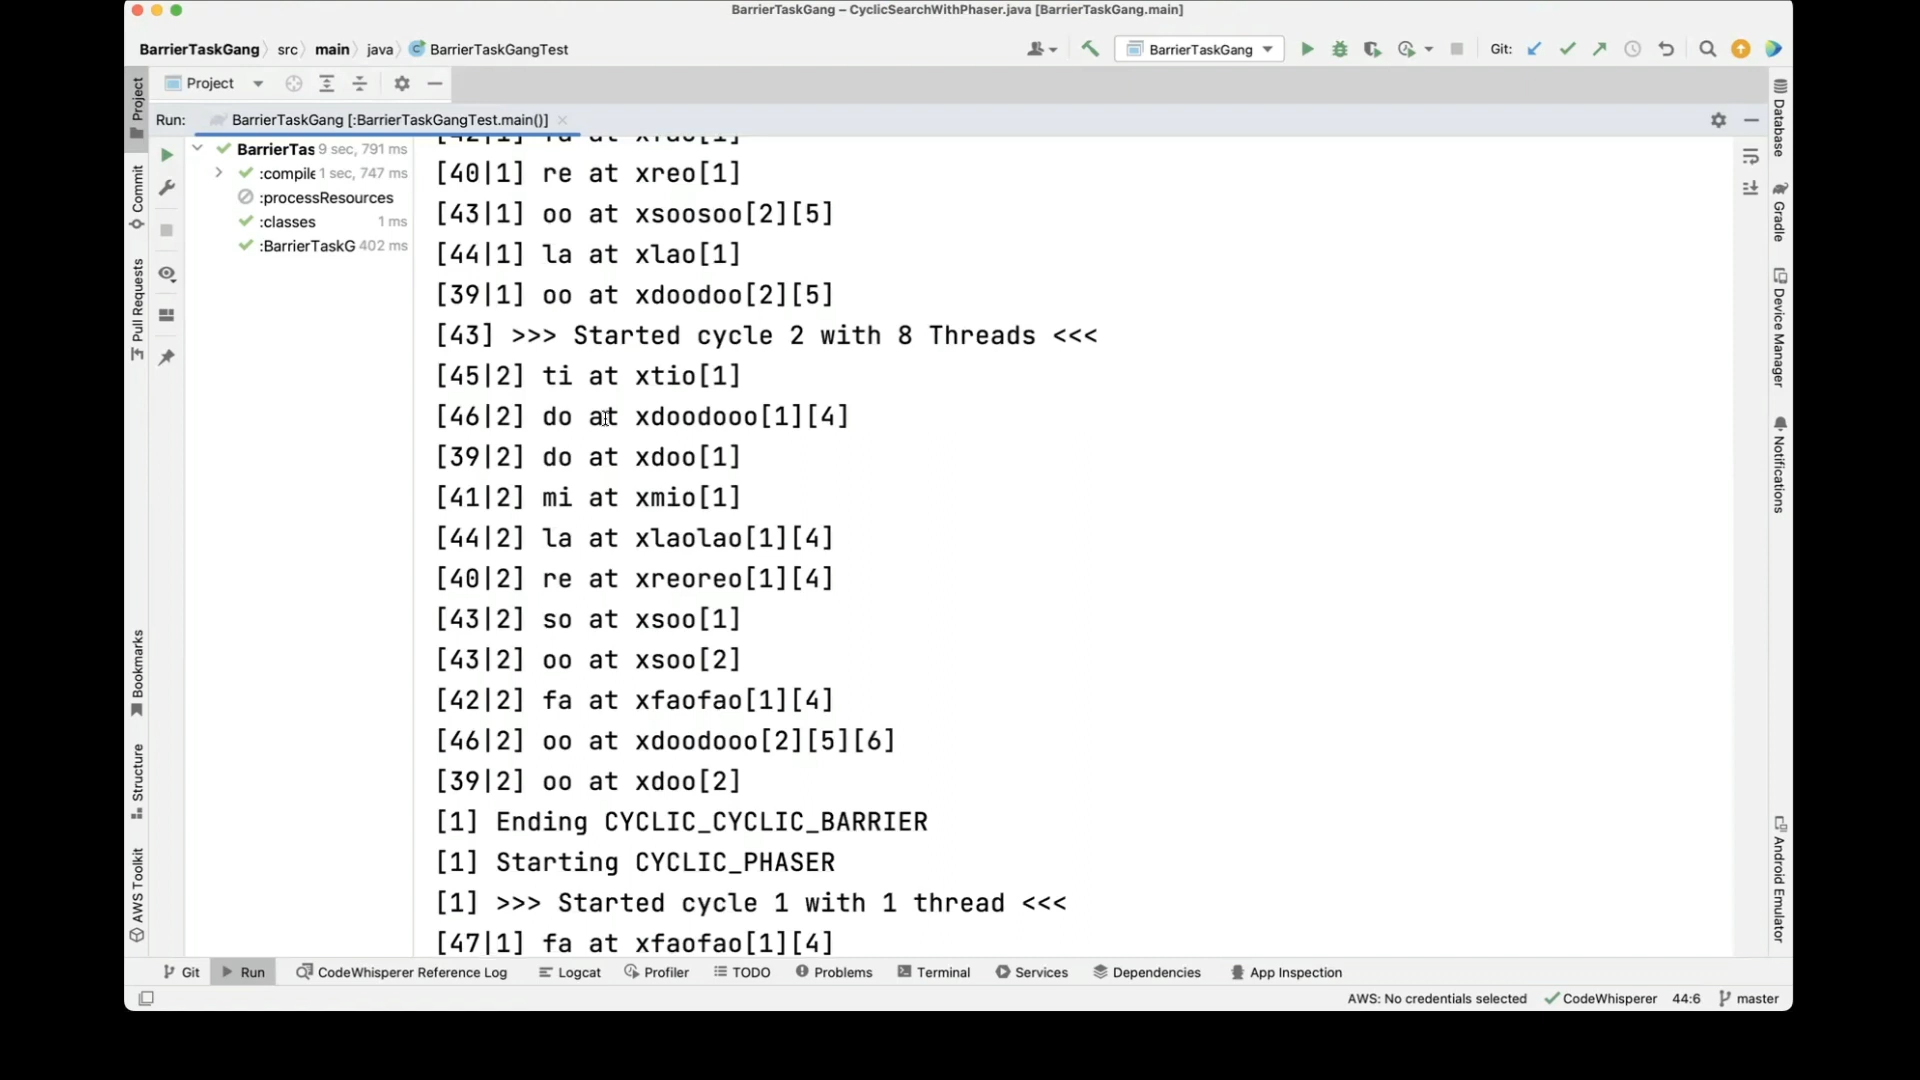 BarrierTaskGang – CyclicSearchWithPhaser.java [BarrierTaskGang.main]
BarrierTaskGang src main java BarrierTaskGangTest
BarrierTaskGang
Git:
Project
Run: BarrierTaskGang [:BarrierTaskGangTest.main()]
BarrierTas 9 sec, 791 ms
:compile 1 sec, 747 ms
:processResources
:classes 1 ms
:BarrierTaskG 402 ms
[40|1] re at xreo[1]
[43|1] oo at xsoosoo[2][5]
[44|1] la at xlao[1]
[39|1] oo at xdoodoo[2][5]
[43] >>> Started cycle 2 with 8 Threads <<<
[45|2] ti at xtio[1]
[46|2] do at xdoodooo[1][4]
[39|2] do at xdoo[1]
[41|2] mi at xmio[1]
[44|2] la at xlaolao[1][4]
[40|2] re at xreoreo[1][4]
[43|2] so at xsoo[1]
[43|2] oo at xsoo[2]
[42|2] fa at xfaofao[1][4]
[46|2] oo at xdoodooo[2][5][6]
[39|2] oo at xdoo[2]
[1] Ending CYCLIC_CYCLIC_BARRIER
[1] Starting CYCLIC_PHASER
[1] >>> Started cycle 1 with 1 thread <<<
[47|1] fa at xfaofao[1][4]
Project
Commit
Pull Requests
Bookmarks
Structure
AWS Toolkit
Database
Gradle
Device Manager
Notifications
Android Emulator
Git Run CodeWhisperer Reference Log Logcat Profiler TODO Problems Terminal Services Dependencies App Inspection
AWS: No credentials selected CodeWhisperer 44:6 master